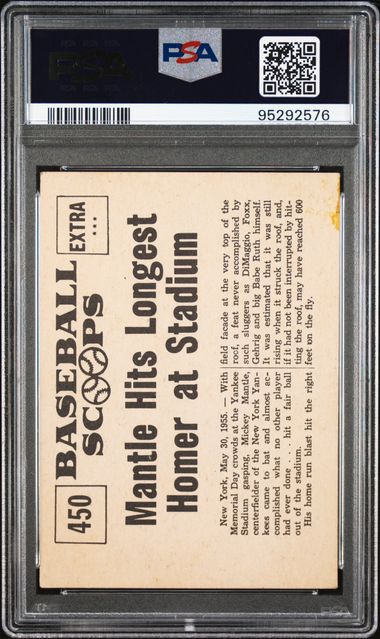 PSA
95292576
450
BASEBALL
SCOOPS
EXTRA
★★★
Mantle Hits Longest
Homer at Stadium
New York, May 30, 1955. — With
Memorial Day crowds at the Yankee
Stadium gasping, Mickey Mantle,
centerfielder of the New York Yan-
kees came to bat and almost ac-
complished what no other player
had ever done . . . hit a fair ball
out of the stadium.
His home run blast hit the right
field facade at the very top of the
roof, a feat never accomplished by
such sluggers as DiMaggio, Foxx,
Gehrig and big Babe Ruth himself.
It was estimated that it was still
rising when it struck the roof, and,
if it had not been interrupted by hit-
ting the roof, may have reached 600
feet on the fly.
PSA